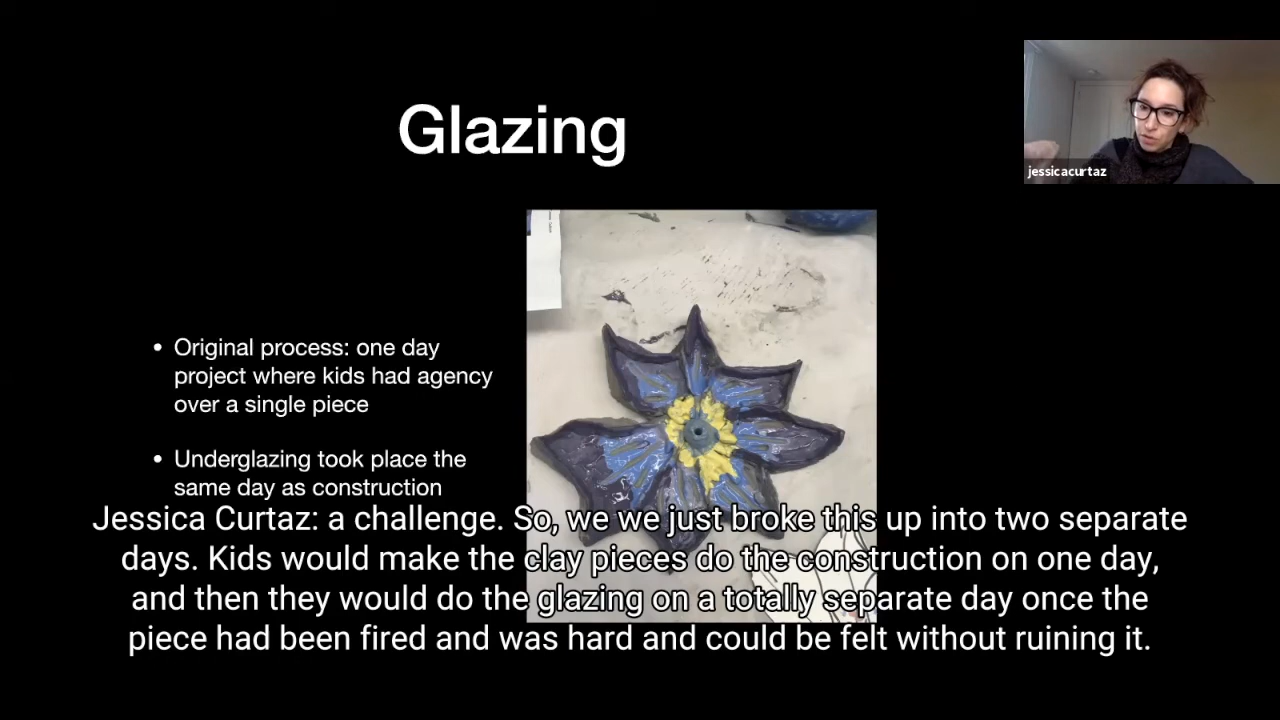 Glazing
jessicacurtaz
• Original process: one day
project where kids had agency
over a single piece
• Underglazing took place the
same day as construction
Jessica Curtaz: a challenge. So, we we just broke this up into two separate
days. Kids would make the clay pieces do the construction on one day,
and then they would do the glazing on a totally separate day once the
piece had been fired and was hard and could be felt without ruining it.